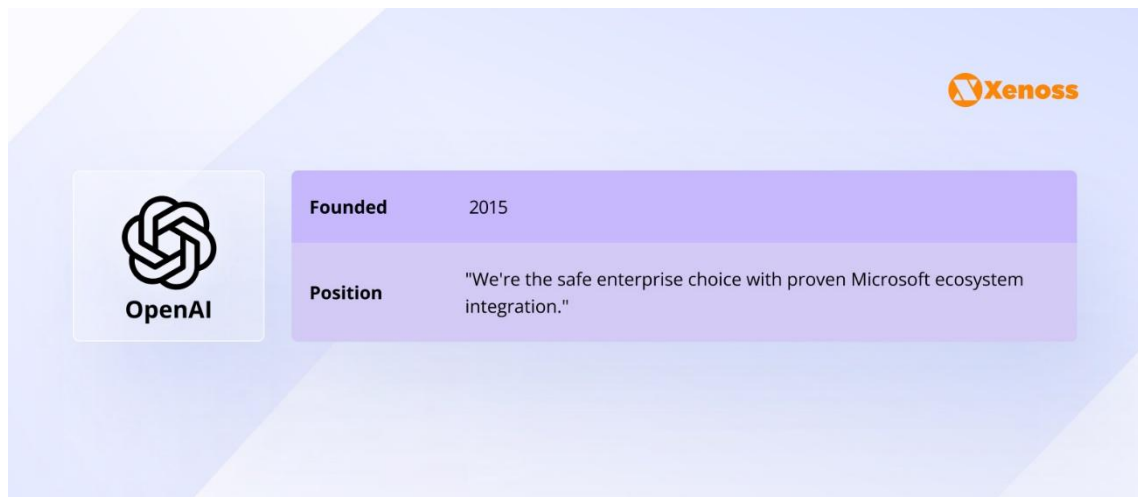 Xenoss
Founded 2015
OpenAI
Position "We're the safe enterprise choice with proven Microsoft ecosystem
integration."